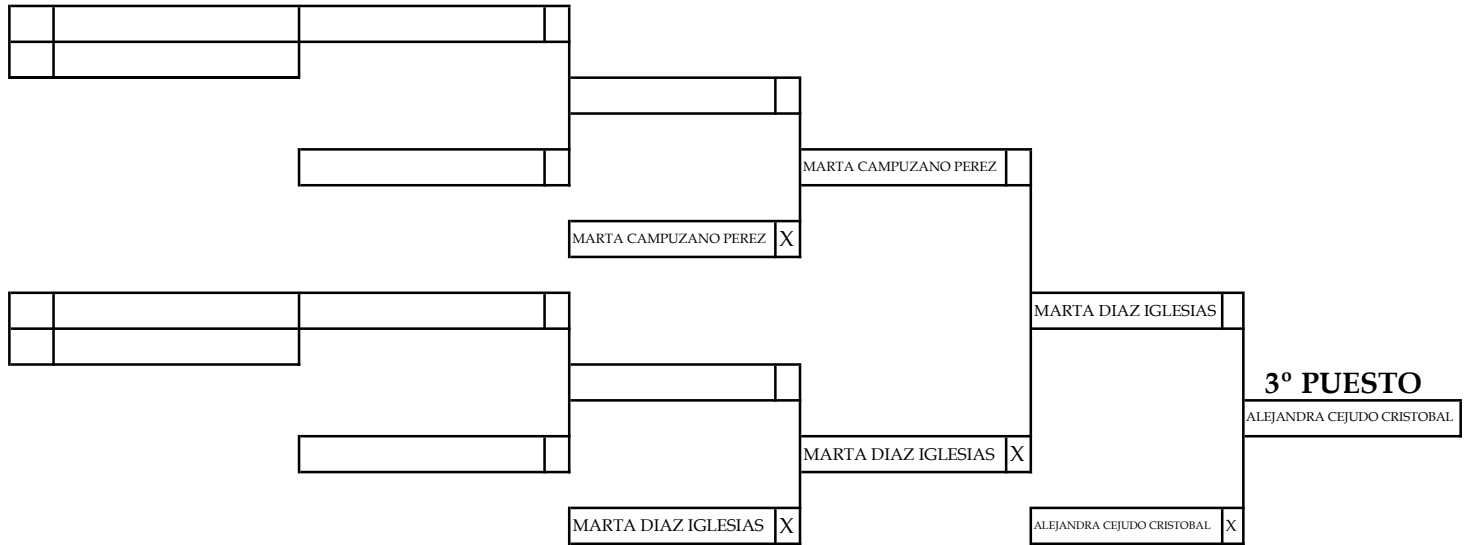 MARTA CAMPUZANO PEREZ
MARTA CAMPUZANO PEREZ X
MARTA DIAZ IGLESIAS
3º PUESTO
ALEJANDRA CEJUDO CRISTOBAL
MARTA DIAZ IGLESIAS X
MARTA DIAZ IGLESIAS X
ALEJANDRA CEJUDO CRISTOBAL X